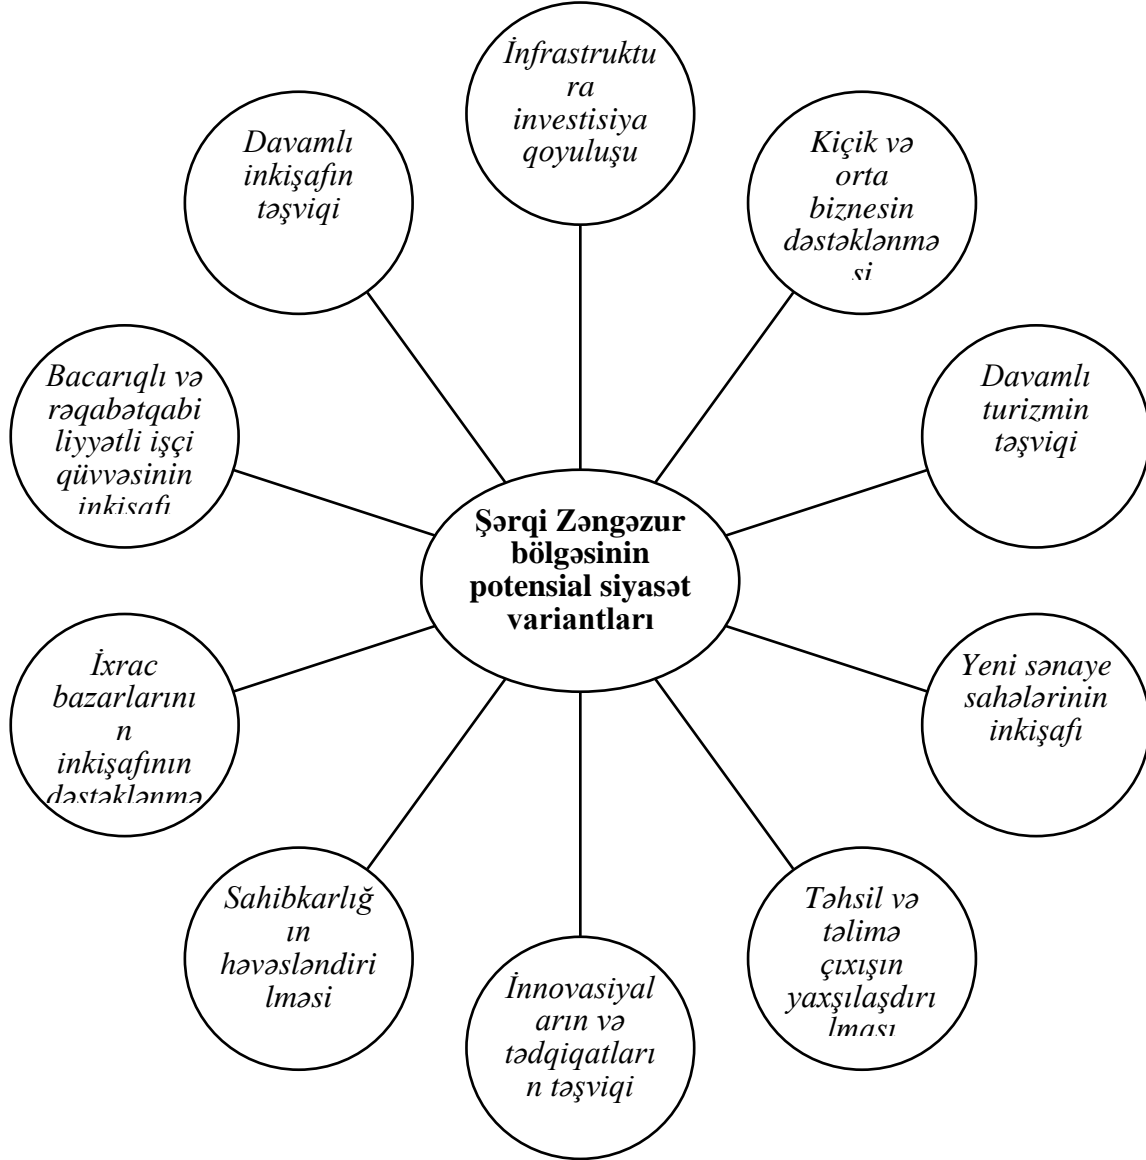 İnfrastruktu
ra
investisiya
qoyuluşu
Kiçik və
orta
biznesin
dəstəklənmə
si
Davamlı
turizmin
təşviqi
Yeni sənaye
sahələrinin
inkişafı
Təhsil və
təlimə
çıxışın
yaxşılaşdırı
lması
İnnovasiyal
arın və
tədqiqatları
n təşviqi
Sahibkarlığ
ın
həvəsləndiri
lməsi
İxrac
bazarlarını
n
inkişafının
dəstəklənmə
Bacarıqlı və
rəqabətqabi
liyyətli işçi
qüvvəsinin
inkişafı
Davamlı
inkişafın
təşviqi
Şərqi Zəngəzur
bölgəsinin
potensial siyasət
variantları